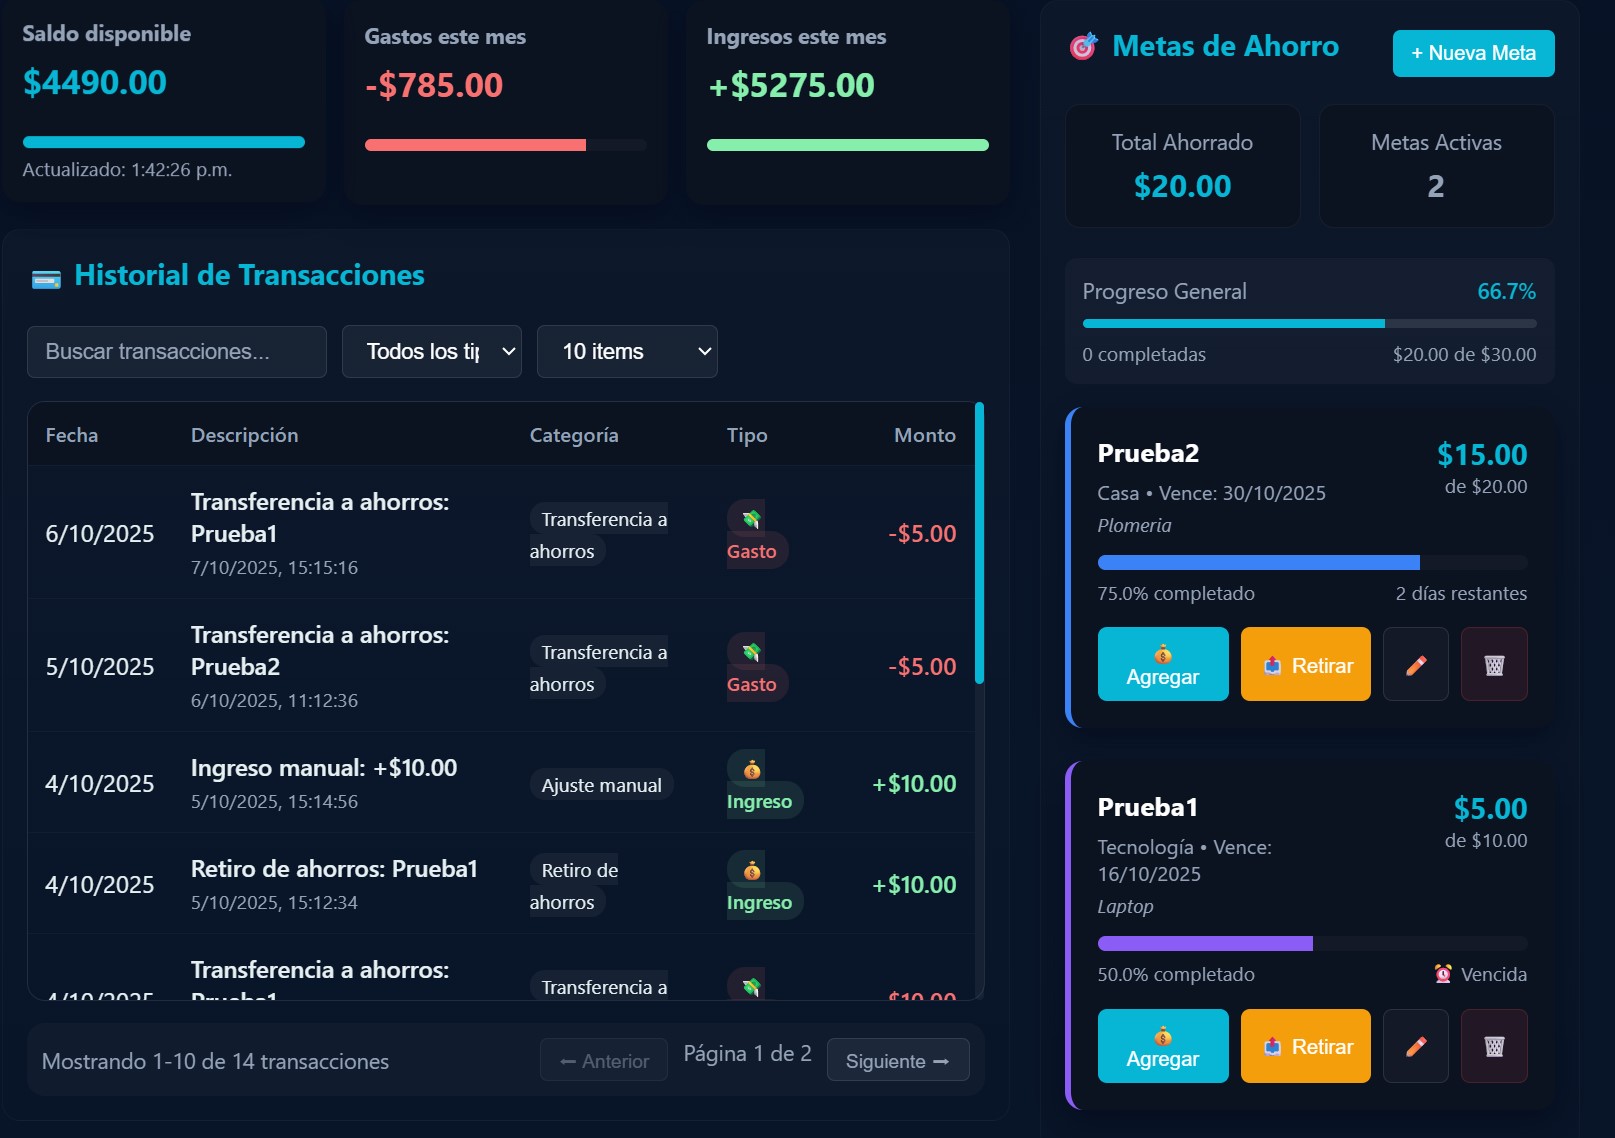 Saldo disponible
$4490.00
Actualizado: 1:42:26 p.m.
Gastos este mes
-$785.00
Ingresos este mes
+$5275.00
Historial de Transacciones
Buscar transacciones...
Todos los tip
10 items
Fecha Descripción Categoría Tipo Monto
6/10/2025
Transferencia a ahorros:
Prueba1
7/10/2025, 15:15:16
Transferencia a
ahorros
Gasto
-$5.00
5/10/2025
Transferencia a ahorros:
Prueba2
6/10/2025, 11:12:36
Transferencia a
ahorros
Gasto
-$5.00
4/10/2025
Ingreso manual: +$10.00
5/10/2025, 15:14:56
Ajuste manual
Ingreso
+$10.00
4/10/2025
Retiro de ahorros: Prueba1
5/10/2025, 15:12:34
Retiro de
ahorros
Ingreso
+$10.00
4/10/2025
Transferencia a ahorros:
Prueba1
Transferencia a
$10.00
Mostrando 1-10 de 14 transacciones
← Anterior
Página 1 de 2
Siguiente →
Metas de Ahorro
+ Nueva Meta
Total Ahorrado
$20.00
Metas Activas
2
Progreso General
66.7%
0 completadas
$20.00 de $30.00
Prueba2
$15.00
de $20.00
Casa • Vence: 30/10/2025
Plomeria
75.0% completado
2 días restantes
Agregar
Retirar
Prueba1
$5.00
de $10.00
Tecnología • Vence:
16/10/2025
Laptop
50.0% completado
Vencida
Agregar
Retirar